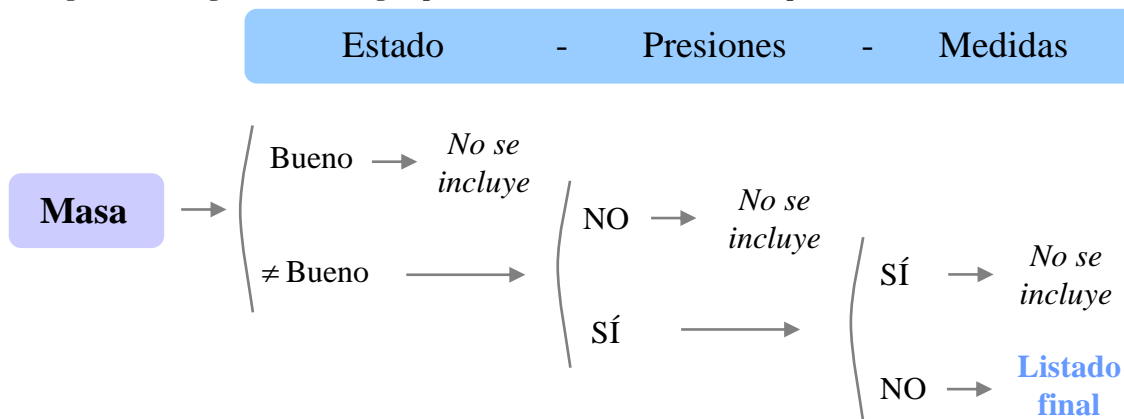 Estado - Presiones - Medidas
Masa
Bueno
No se
incluye
≠ Bueno
NO
No se
incluye
SÍ
SÍ
No se
incluye
NO
Listado
final